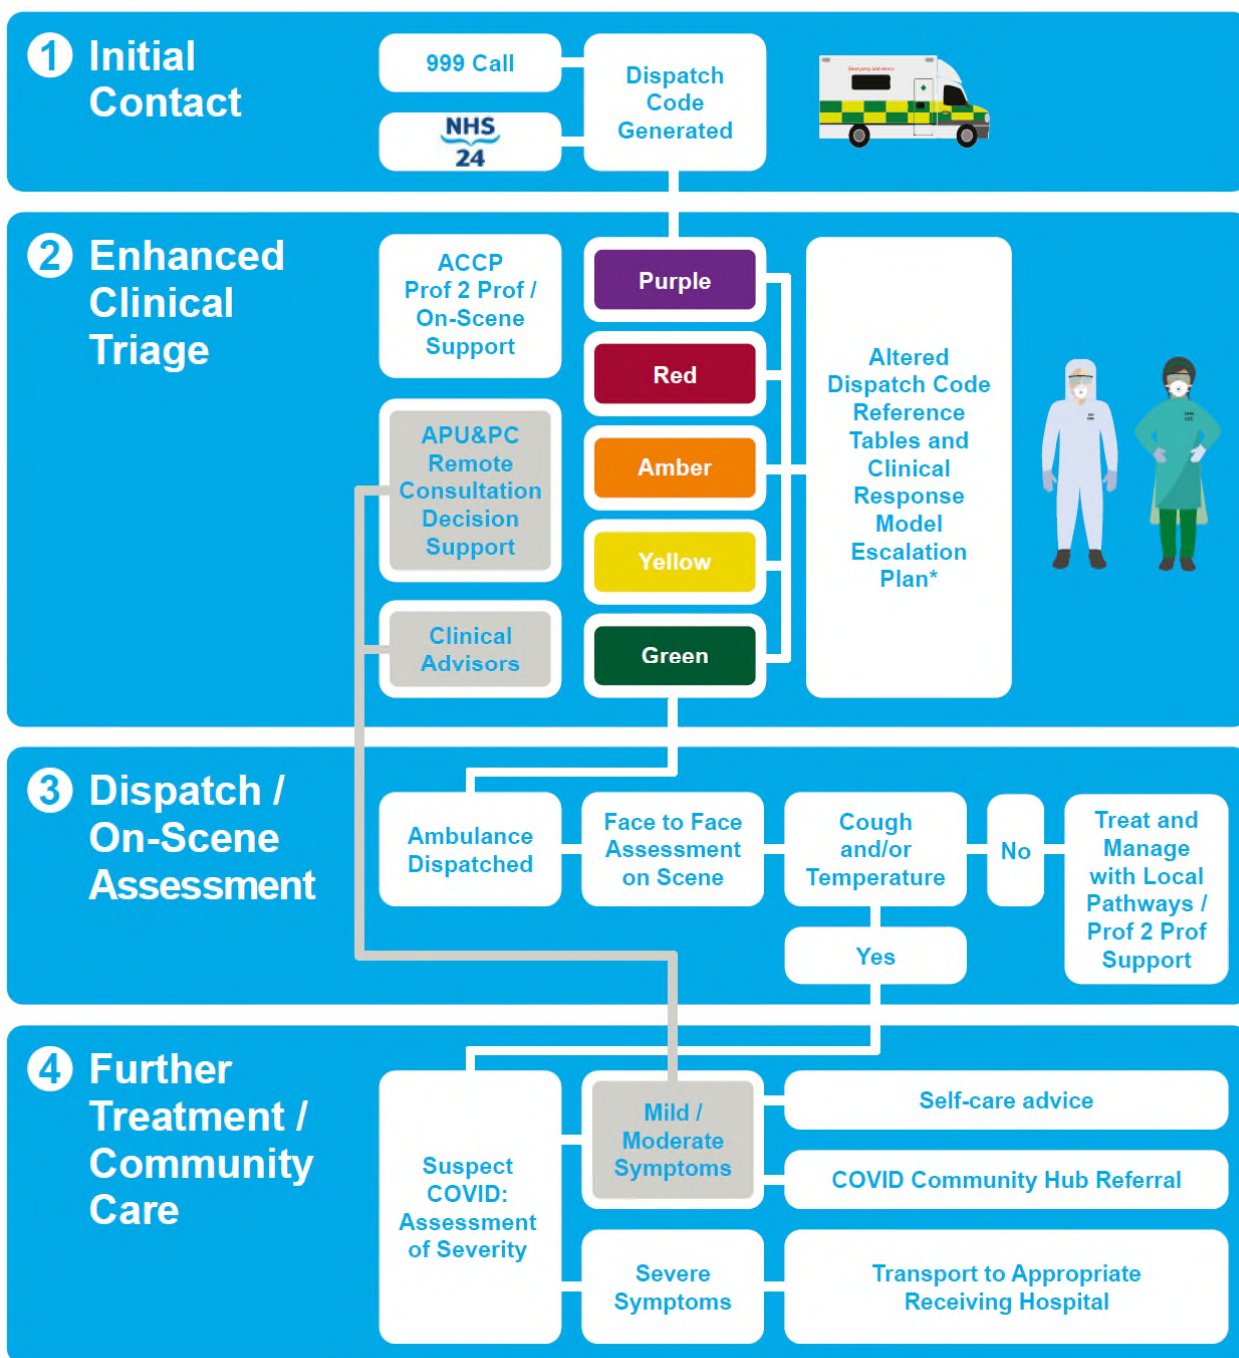 1 Initial
Contact
999 Call
NHS
24
Dispatch
Code
Generated
2 Enhanced
Clinical
Triage
ACCP
Prof 2 Prof /
On-Scene
Support
APU&PC
Remote
Consultation
Decision
Support
Clinical
Advisors
Purple
Red
Amber
Yellow
Green
Altered
Dispatch Code
Reference
Tables and
Clinical
Response
Model
Escalation
Plan*
3 Dispatch /
On-Scene
Assessment
Ambulance
Dispatched
Face to Face
Assessment
on Scene
Cough
and/or
Temperature
No
Treat and
Manage
with Local
Pathways /
Prof 2 Prof
Support
Yes
4 Further
Treatment /
Community
Care
Suspect
COVID:
Assessment
of Severity
Mild /
Moderate
Symptoms
Self-care advice
COVID Community Hub Referral
Severe
Symptoms
Transport to Appropriate
Receiving Hospital